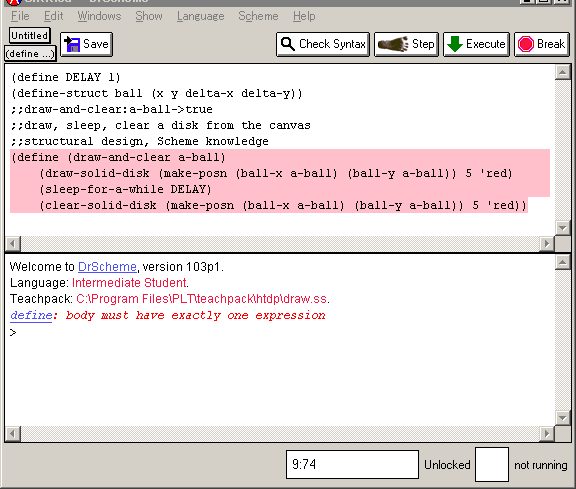 File Edit Windows Show Language Scheme Help
Untitled
(define ...) Save Check Syntax Step Execute Break
(define DELAY 1)
(define-struct ball (x y delta-x delta-y))
;;draw-and-clear:a-ball->true
;;draw, sleep, clear a disk from the canvas
;;structural design, Scheme knowledge
(define (draw-and-clear a-ball)
(draw-solid-disk (make-posn (ball-x a-ball) (ball-y a-ball)) 5 'red)
(sleep-for-a-while DELAY)
(clear-solid-disk (make-posn (ball-x a-ball) (ball-y a-ball)) 5 'red))
Welcome to DrScheme, version 103p1.
Language: Intermediate Student.
Teachpack: C:\Program Files\PLT\teachpack\htdp\draw.ss.
define: body must have exactly one expression
>
9:74 Unlocked not running